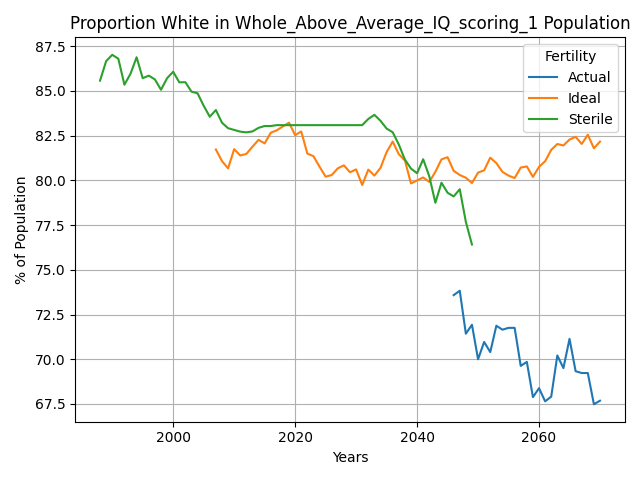 Proportion White in Whole_Above_Average_IQ_scoring_1 Population
87.5
85.0
82.5
80.0
77.5
75.0
72.5
70.0
67.5
% of Population
Fertility
Actual
Ideal
Sterile
2000
2020
2040
2060
Years